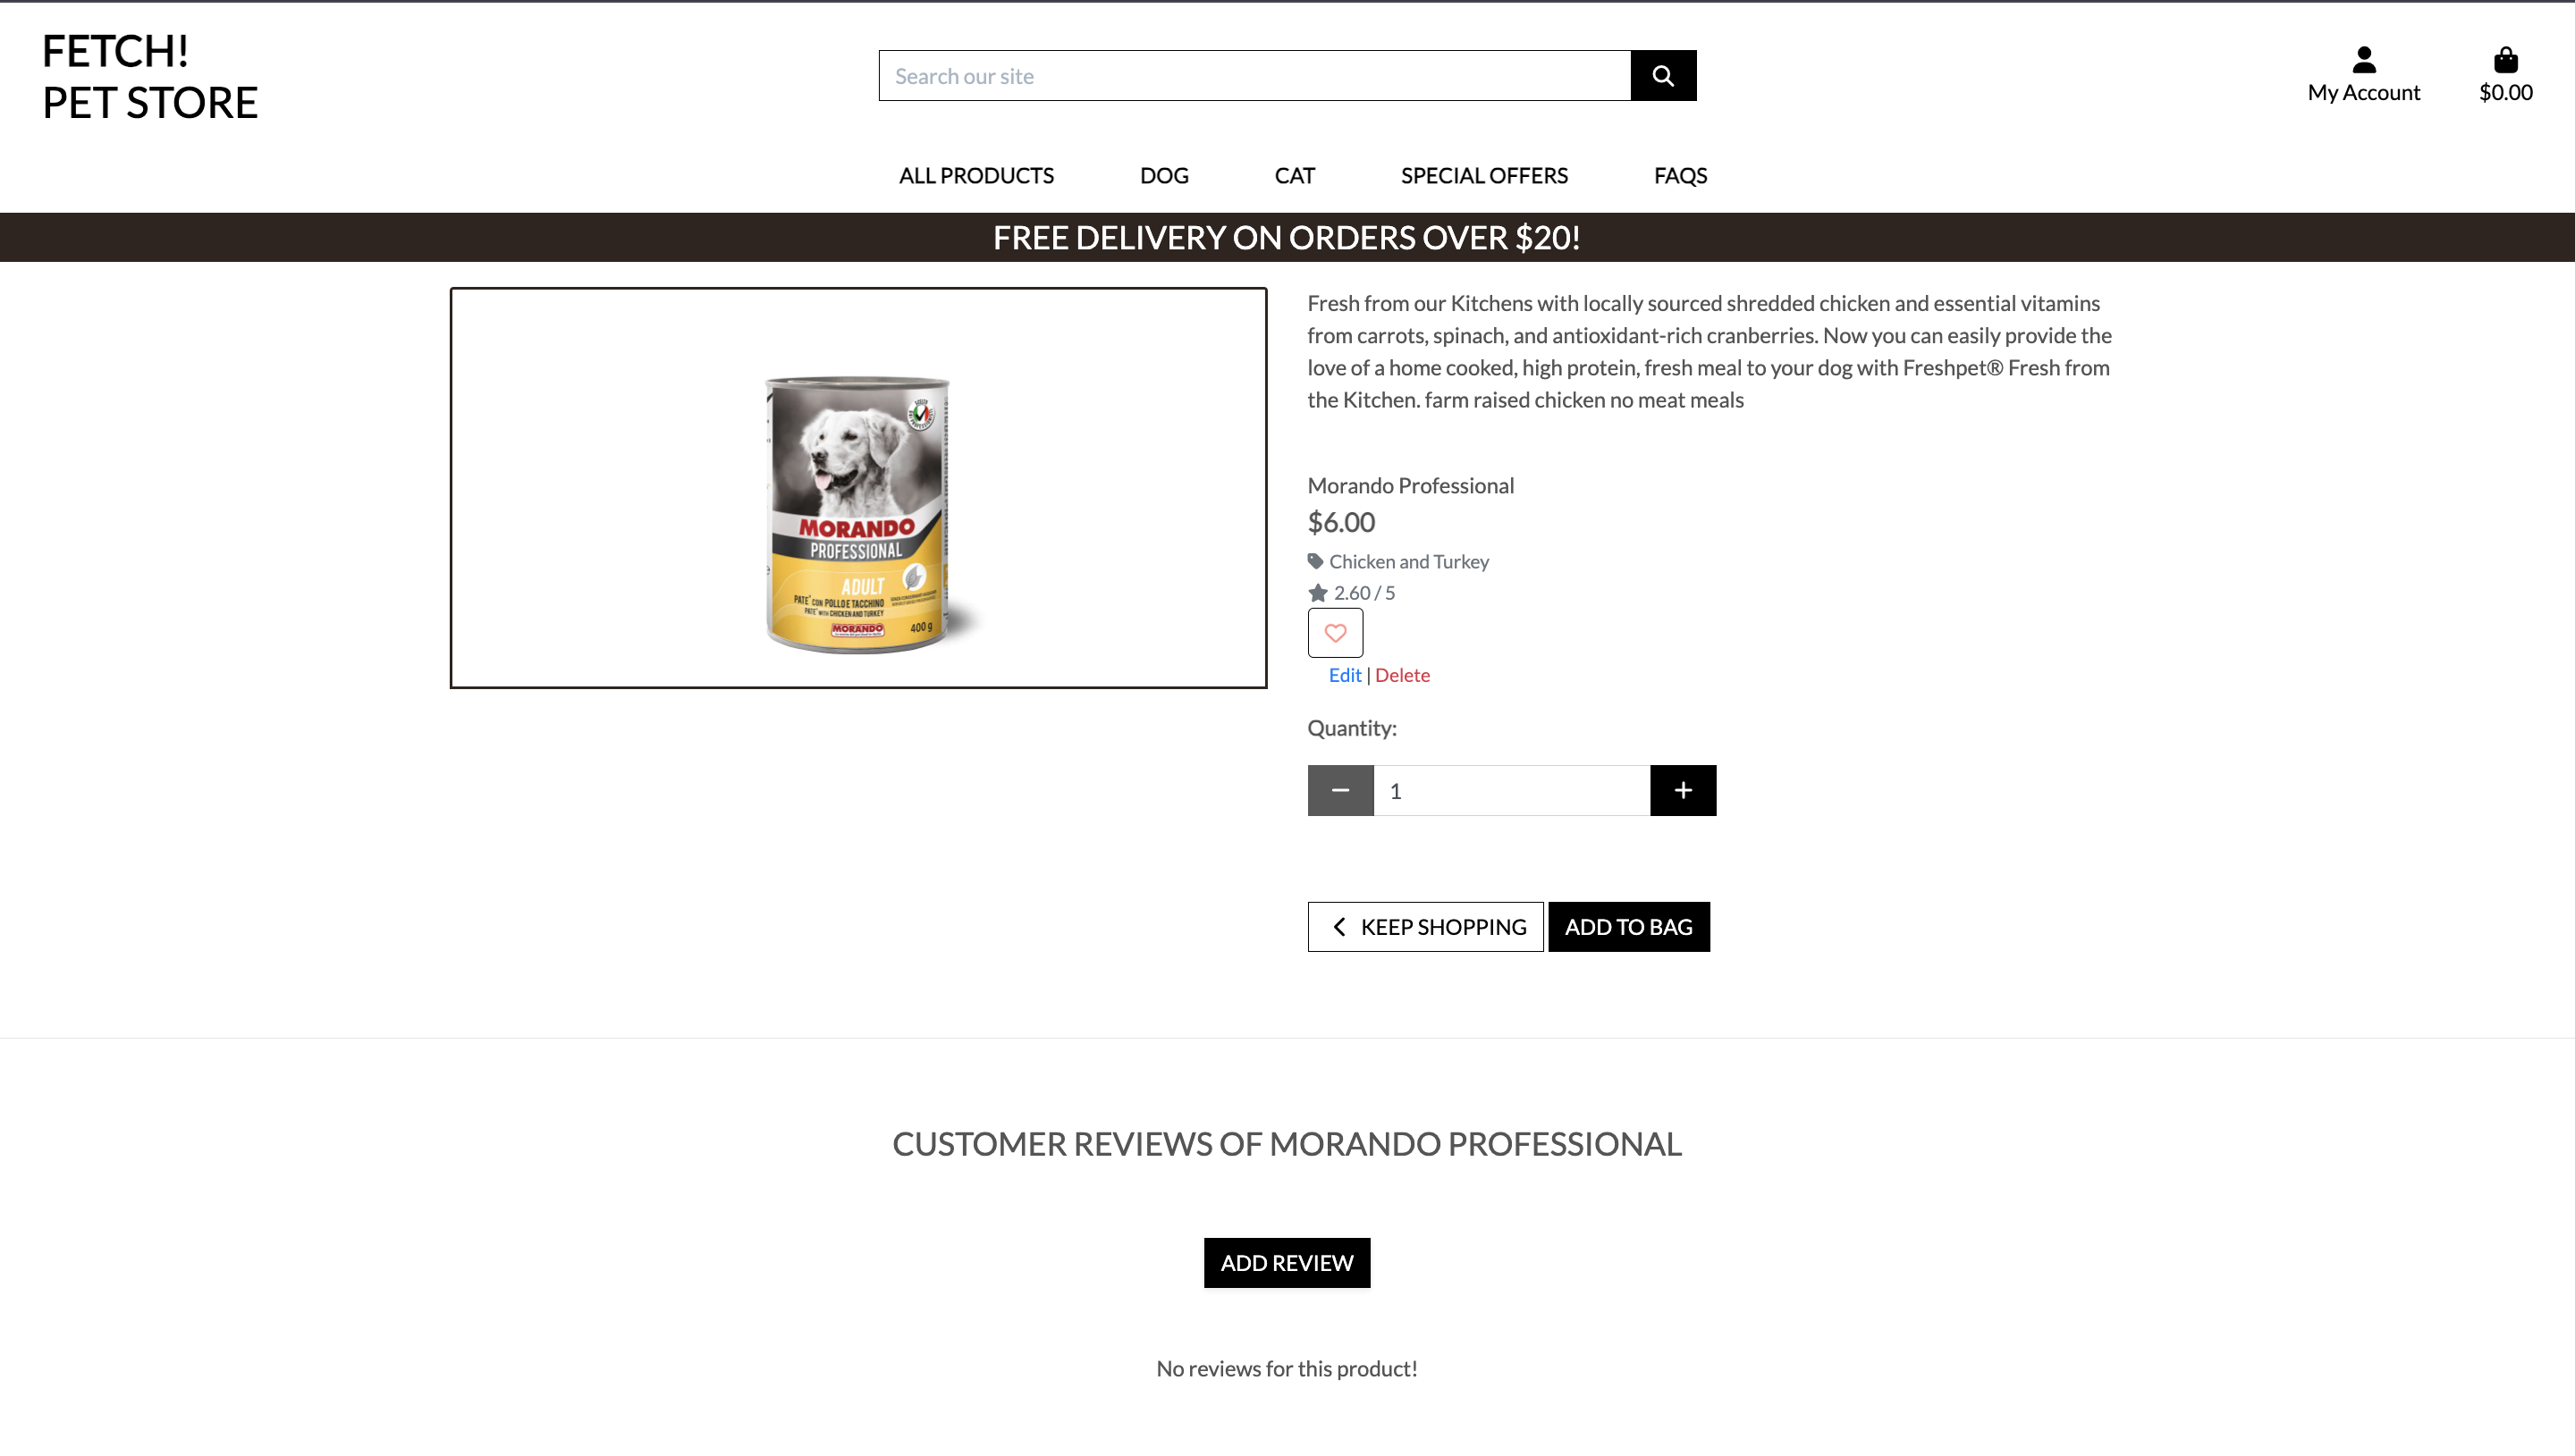 FETCH!
PET STORE
Search our site
My Account
$0.00
ALL PRODUCTS
DOG
CAT
SPECIAL OFFERS
FAQS
FREE DELIVERY ON ORDERS OVER $20!
MORANDO
PROFESSIONAL
ADULT
PATE' CON POLLO E TACCHINO
PATE' WITH CHICKEN AND TURKEY
MORANDO
400 g
Fresh from our Kitchens with locally sourced shredded chicken and essential vitamins
from carrots, spinach, and antioxidant-rich cranberries. Now you can easily provide the
love of a home cooked, high protein, fresh meal to your dog with Freshpet® Fresh from
the Kitchen. farm raised chicken no meat meals
Morando Professional
$6.00
Chicken and Turkey
2.60 / 5
Edit | Delete
Quantity:
1
KEEP SHOPPING
ADD TO BAG
CUSTOMER REVIEWS OF MORANDO PROFESSIONAL
ADD REVIEW
No reviews for this product!